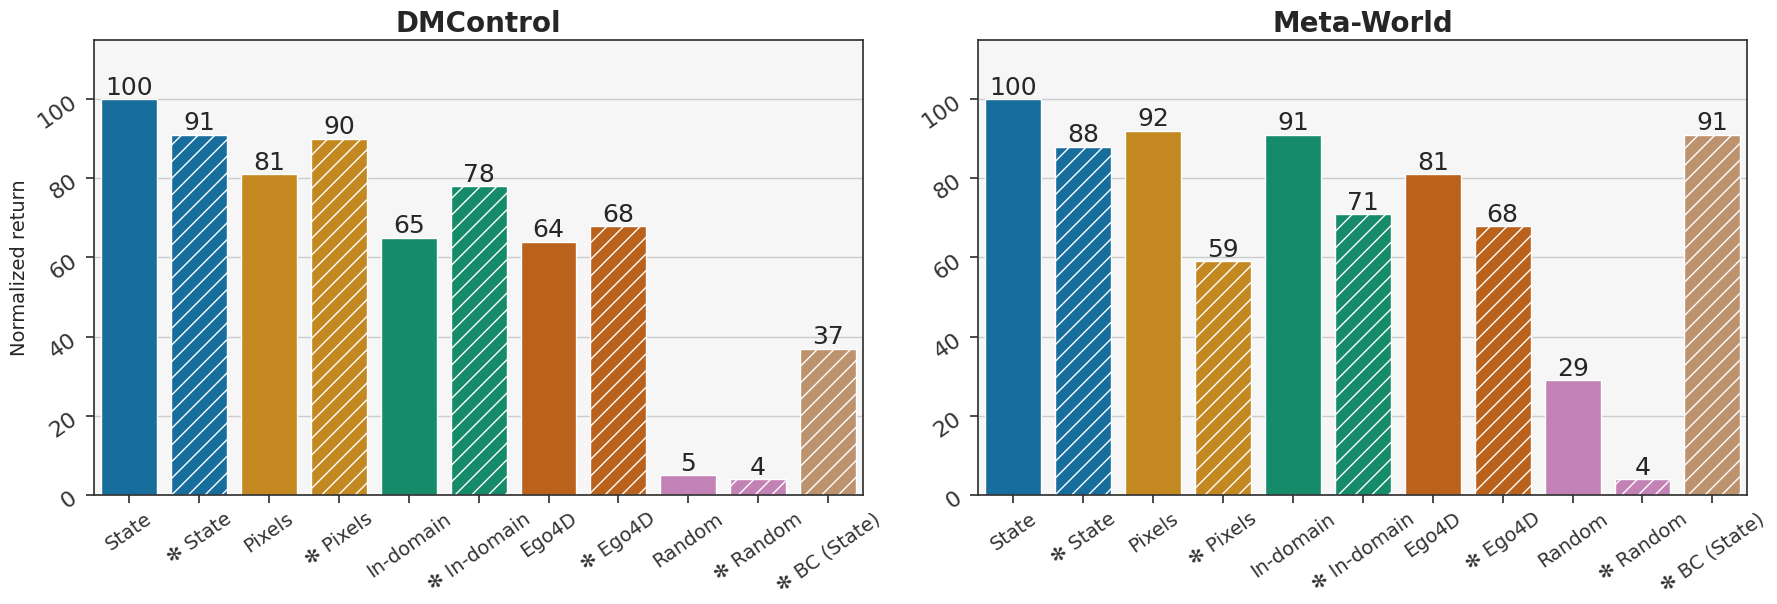 DMControl
Normalized return
0
20
40
60
80
100
100
91
81
90
65
78
64
68
5
4
37
State
✻ State
Pixels
✻ Pixels
In-domain
✻ In-domain
Ego4D
✻ Ego4D
Random
✻ Random
✻ BC (State)
Meta-World
0
20
40
60
80
100
100
88
92
59
91
71
81
68
29
4
91
State
✻ State
Pixels
✻ Pixels
In-domain
✻ In-domain
Ego4D
✻ Ego4D
Random
✻ Random
✻ BC (State)